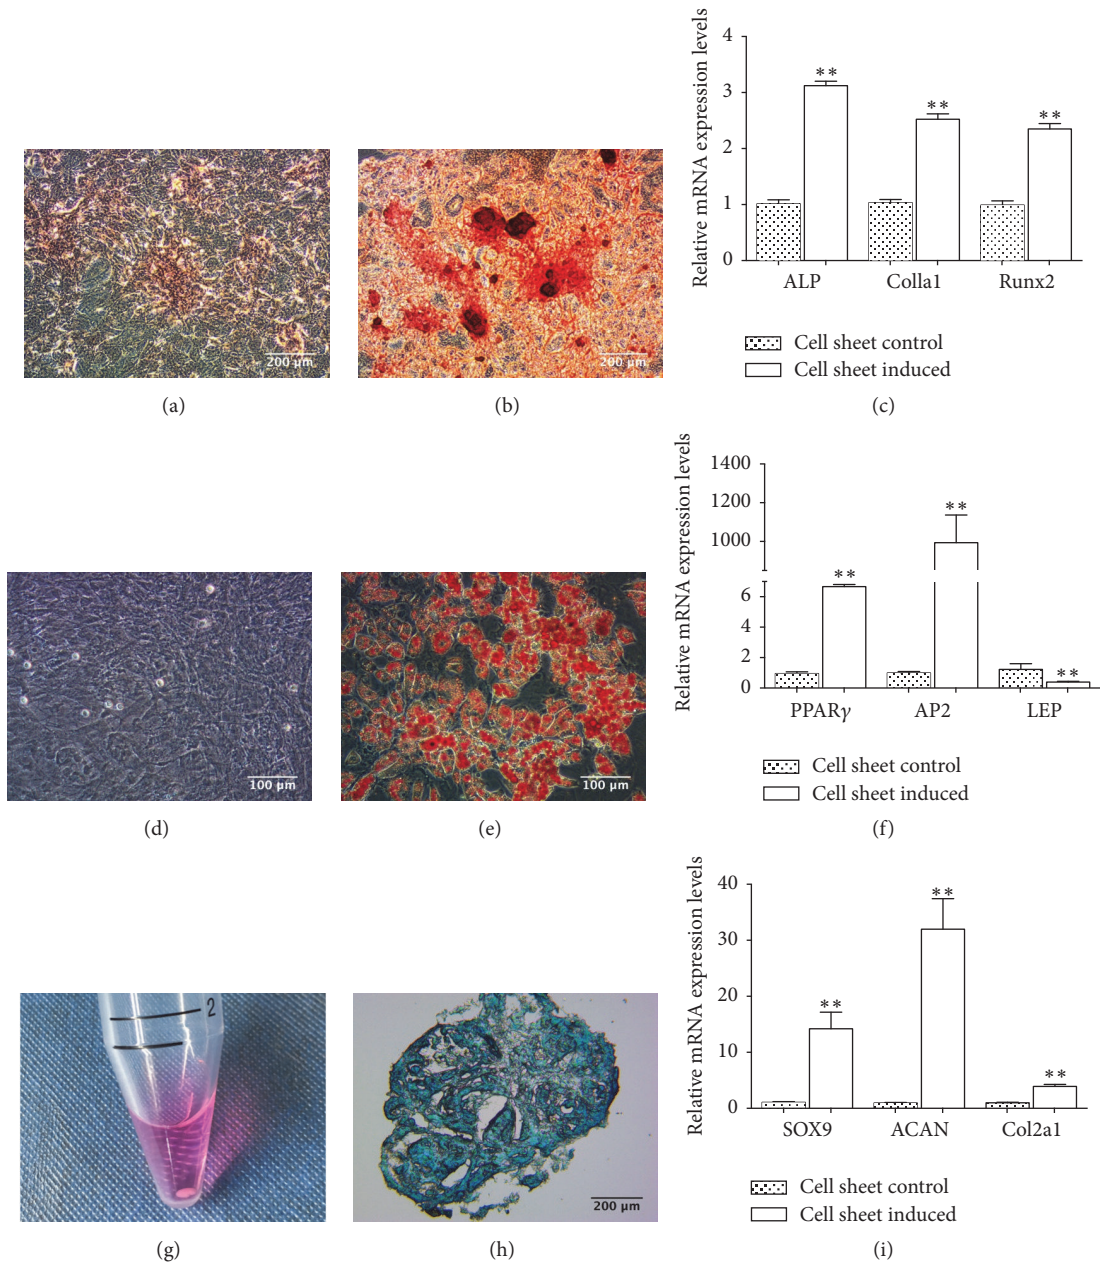 Relative mRNA expression levels
4
3
2
1
0
**
**
**
ALP
Colla1
Runx2
Cell sheet control
Cell sheet induced
200 μm
200 μm
(a)
(b)
(c)
Relative mRNA expression levels
1400
1200
1000
6
4
2
0
**
**
**
PPARγ
AP2
LEP
Cell sheet control
Cell sheet induced
100 μm
100 μm
(d)
(e)
(f)
Relative mRNA expression levels
40
30
20
10
0
**
**
**
SOX9
ACAN
Col2a1
Cell sheet control
Cell sheet induced
2
200 μm
(g)
(h)
(i)